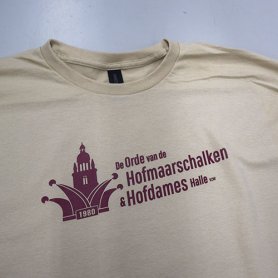 De Orde van de
Hofmaarschalken
& Hofdames Halle vzw
1980